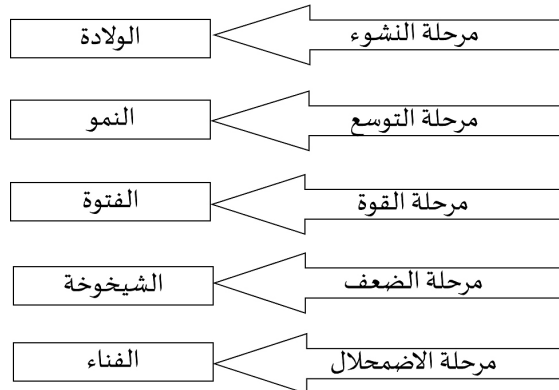 مرحلة النشوء الولادة
مرحلة التوسع النمو
مرحلة القوة الفتوة
مرحلة الضعف الشيخوخة
مرحلة الاضمحلال الفناء